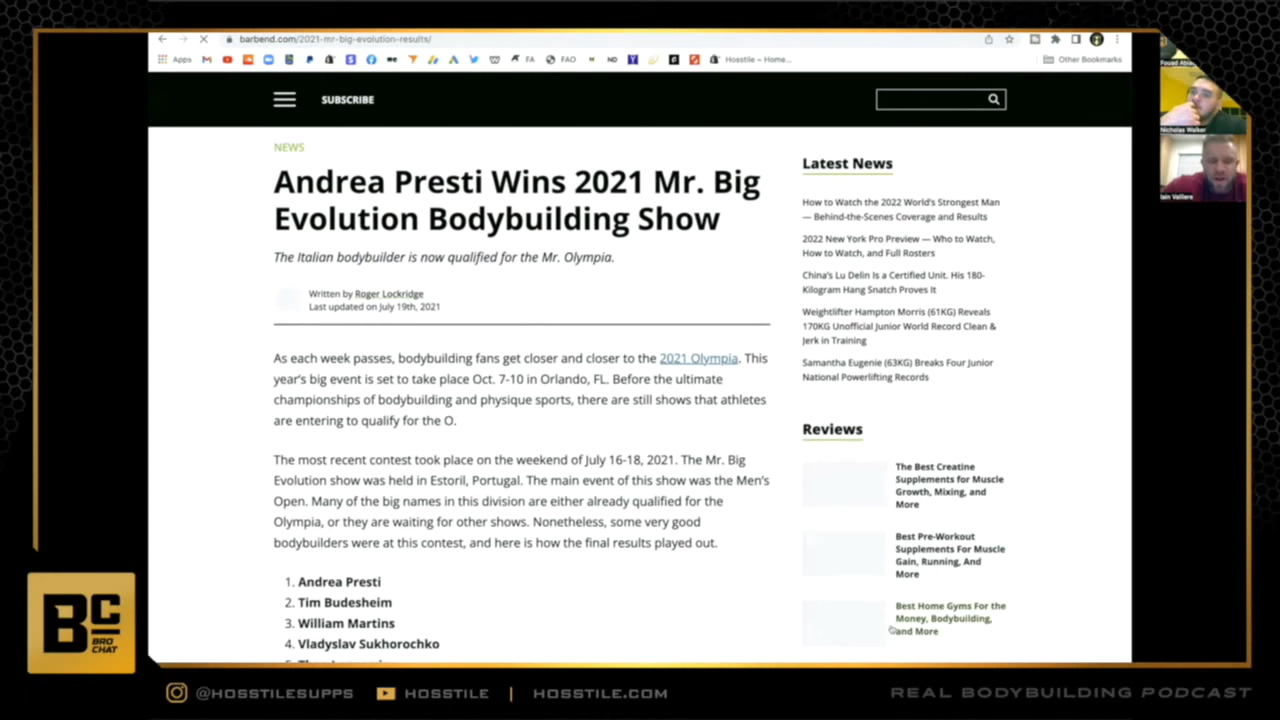 barbend.com/2021-mr-big-evolution-results/
Apps
FA
FAO
ND
Hosstile – Home...
Other Bookmarks
SUBSCRIBE
NEWS
Andrea Presti Wins 2021 Mr. Big
Evolution Bodybuilding Show
The Italian bodybuilder is now qualified for the Mr. Olympia.
Written by Roger Lockridge
Last updated on July 19th, 2021
As each week passes, bodybuilding fans get closer and closer to the 2021 Olympia. This
year's big event is set to take place Oct. 7-10 in Orlando, FL. Before the ultimate
championships of bodybuilding and physique sports, there are still shows that athletes
are entering to qualify for the O.
The most recent contest took place on the weekend of July 16-18, 2021. The Mr. Big
Evolution show was held in Estoril, Portugal. The main event of this show was the Men's
Open. Many of the big names in this division are either already qualified for the
Olympia, or they are waiting for other shows. Nonetheless, some very good
bodybuilders were at this contest, and here is how the final results played out.
1. Andrea Presti
2. Tim Budesheim
3. William Martins
4. Vladyslav Sukhorochko
Latest News
How to Watch the 2022 World's Strongest Man
— Behind-the-Scenes Coverage and Results
2022 New York Pro Preview — Who to Watch,
How to Watch, and Full Rosters
China's Lu Delin Is a Certified Unit. His 180-
Kilogram Hang Snatch Proves It
Weightlifter Hampton Morris (61KG) Reveals
170KG Unofficial Junior World Record Clean &
Jerk in Training
Samantha Eugenie (63KG) Breaks Four Junior
National Powerlifting Records
Reviews
The Best Creatine
Supplements for Muscle
Growth, Mixing, and
More
Best Pre-Workout
Supplements For Muscle
Gain, Running, And
More
Best Home Gyms For the
Money, Bodybuilding,
and More
Nicholas Walker
Iain Valliere
BC
BRO
CHAT
@HOSSTILESUPPS
HOSSTILE
|
HOSSTILE.COM
REAL BODYBUILDING PODCAST